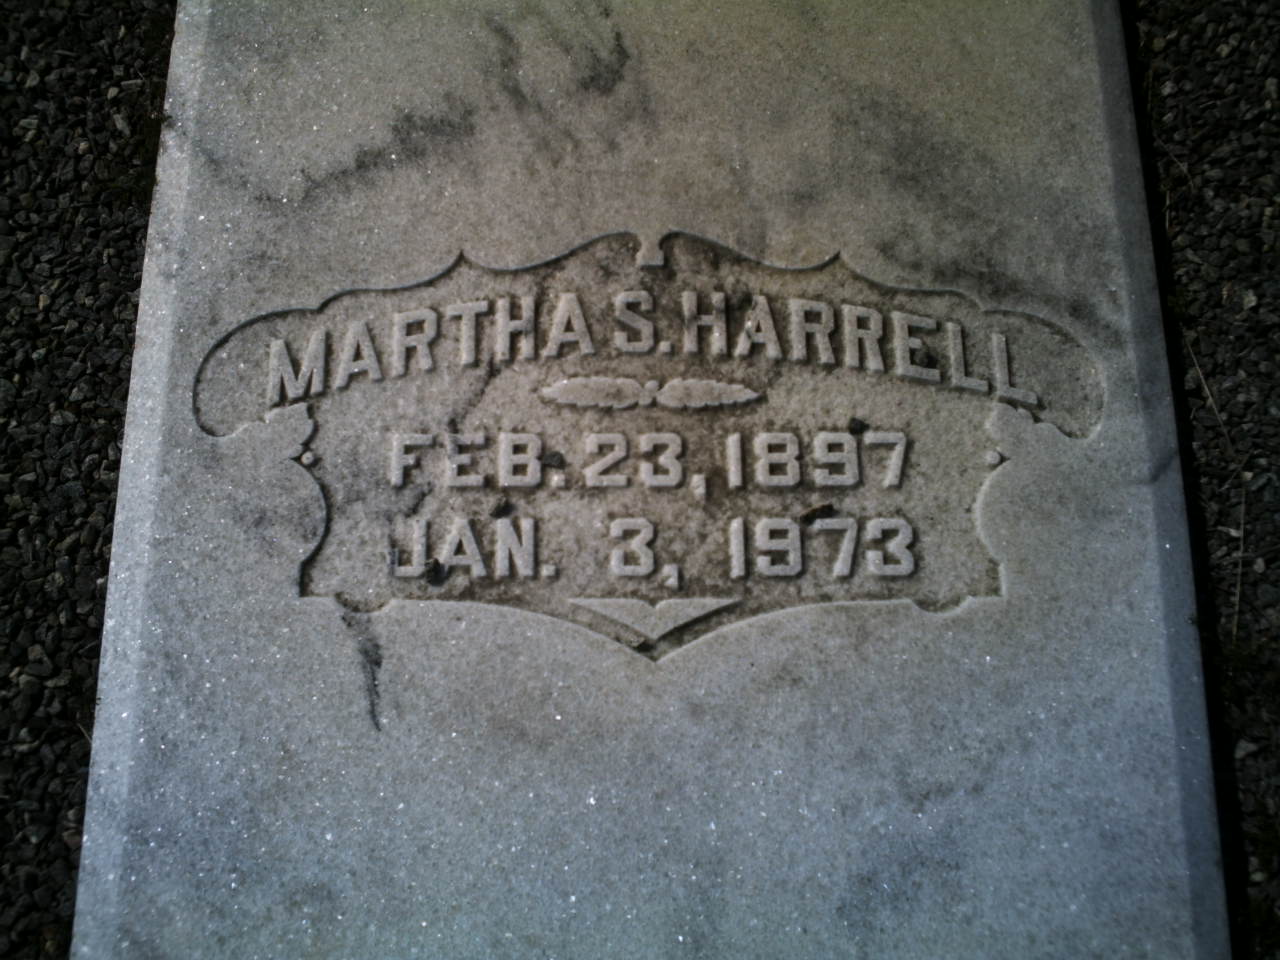 MARTHA S. HARRELL
FEB. 23, 1897
JAN. 3, 1973